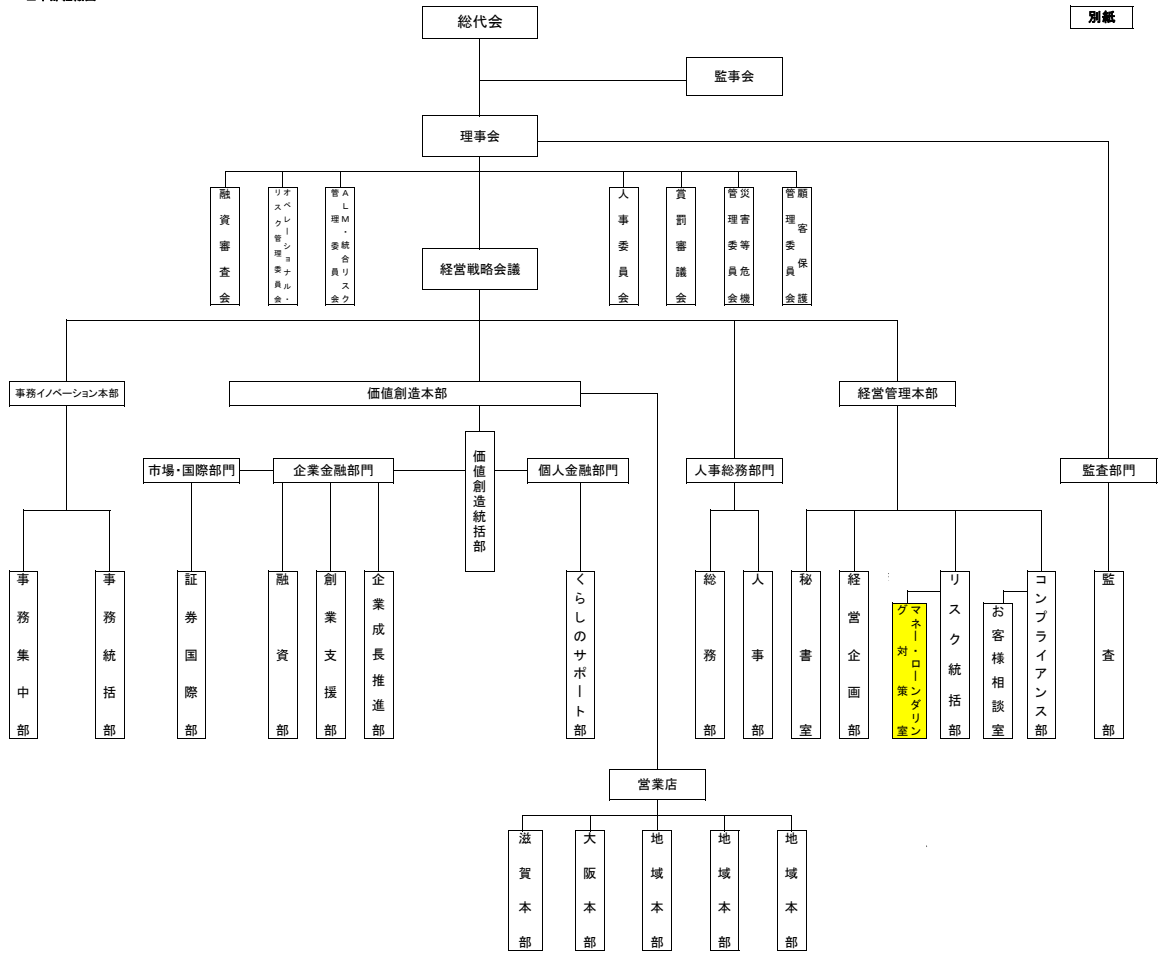 総代会
別紙
監事会
理事会
融資審査会
オペレーショナル・
リスク管理委員会
ALM・統合リスク
管理委員会
人事委員会
賞罰審議会
災害等危機
管理委員会
顧客保護
管理委員会
経営戦略会議
事務イノベーション本部
価値創造本部
経営管理本部
市場・国際部門
企業金融部門
価値創造統括部
個人金融部門
人事総務部門
監査部門
事務集中部
事務統括部
証券国際部
融資部
創業支援部
企業成長推進部
くらしのサポート部
総務部
人事部
秘書室
経営企画部
マネー・ローンダリン
グ対策室
リスク統括部
お客様相談室
コンプライアンス部
監査部
営業店
滋賀本部
大阪本部
地域本部
地域本部
地域本部